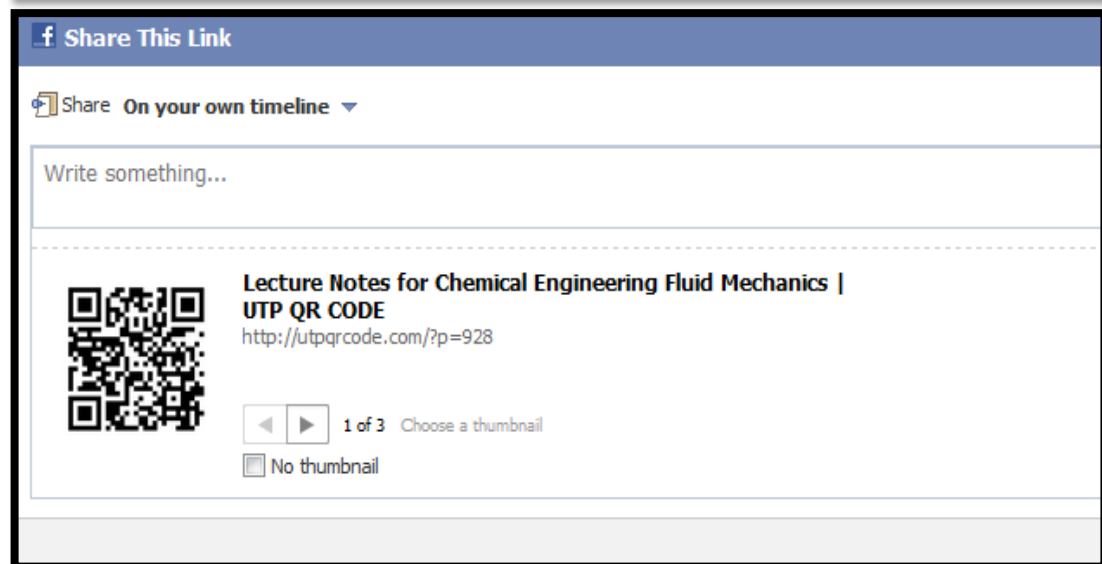 f Share This Link
Share On your own timeline
Write something...
Lecture Notes for Chemical Engineering Fluid Mechanics |
UTP QR CODE
http://utpqrcode.com/?p=928
1 of 3 Choose a thumbnail
No thumbnail